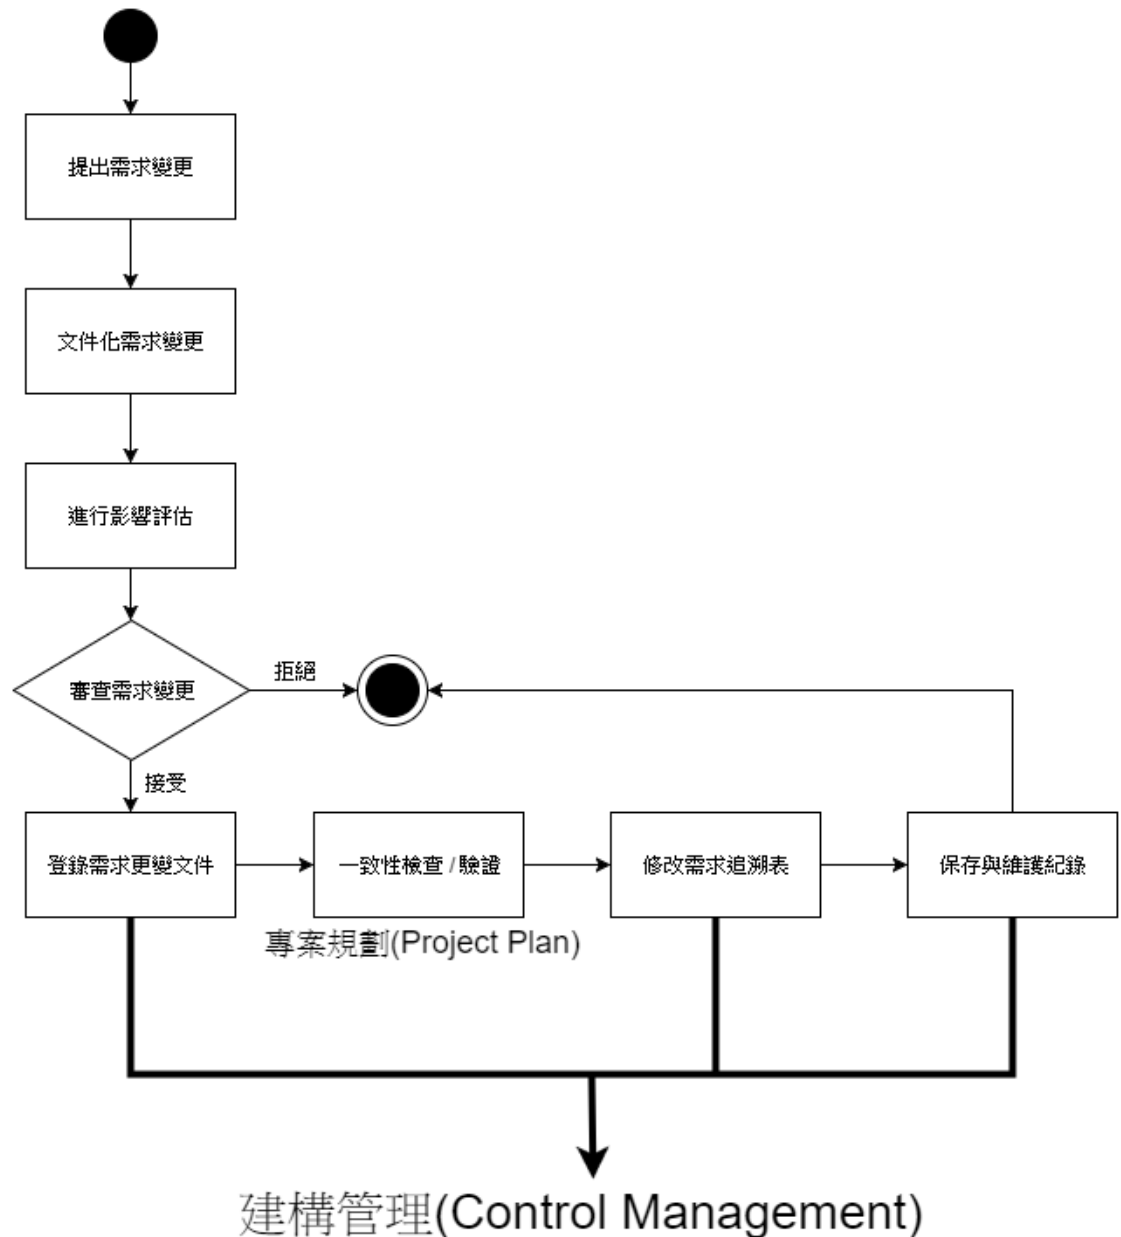 提出需求變更
文件化需求變更
進行影響評估
審查需求變更
拒絕
接受
登錄需求更變文件
一致性檢查 / 驗證
修改需求追溯表
保存與維護紀錄
專案規劃(Project Plan)
建構管理(Control Management)